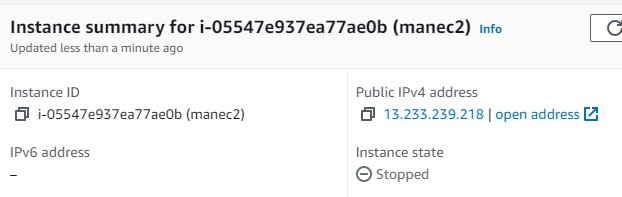 Instance summary for i-05547e937ea77ae0b (manec2) Info
Updated less than a minute ago
Instance ID
i-05547e937ea77ae0b (manec2)
Public IPv4 address
13.233.239.218 | open address
IPv6 address
–
Instance state
Stopped